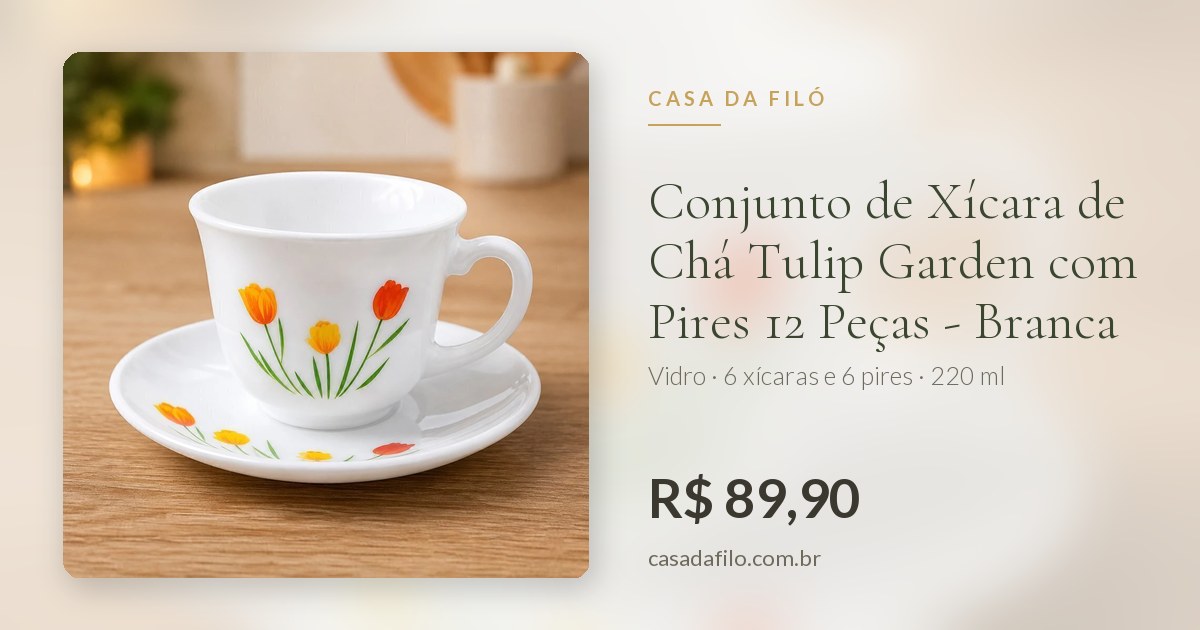 CASA DA FILÓ
Conjunto de Xícara de
Chá Tulip Garden com
Pires 12 Peças - Branca
Vidro · 6 xícaras e 6 pires · 220 ml
R$ 89,90
casadafilo.com.br